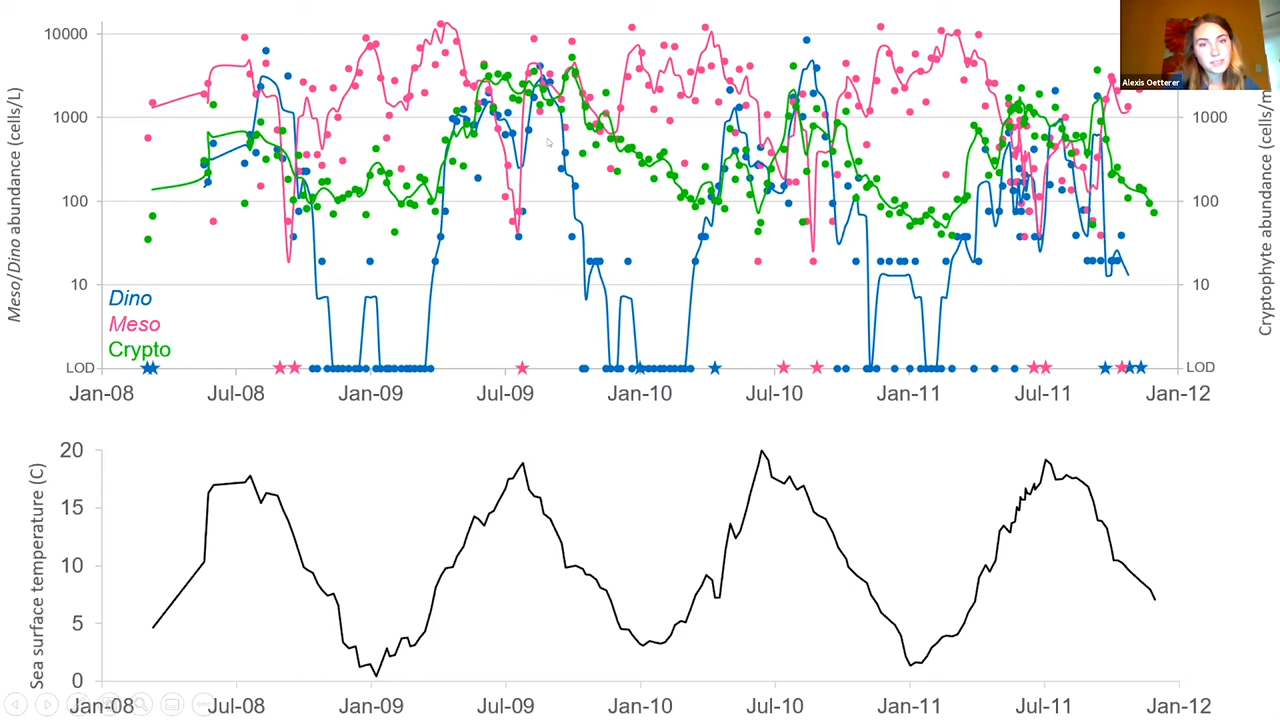 Alexis Oetterer
Meso/Dino abundance (cells/L)
10000
1000
100
10
LOD
Dino
Meso
Crypto
1000
100
10
LOD
Cryptophyte abundance (cells/m
Jan-08 Jul-08 Jan-09 Jul-09 Jan-10 Jul-10 Jan-11 Jul-11 Jan-12
Sea surface temperature (C)
20
15
10
5
0
Jan-08 Jul-08 Jan-09 Jul-09 Jan-10 Jul-10 Jan-11 Jul-11 Jan-12